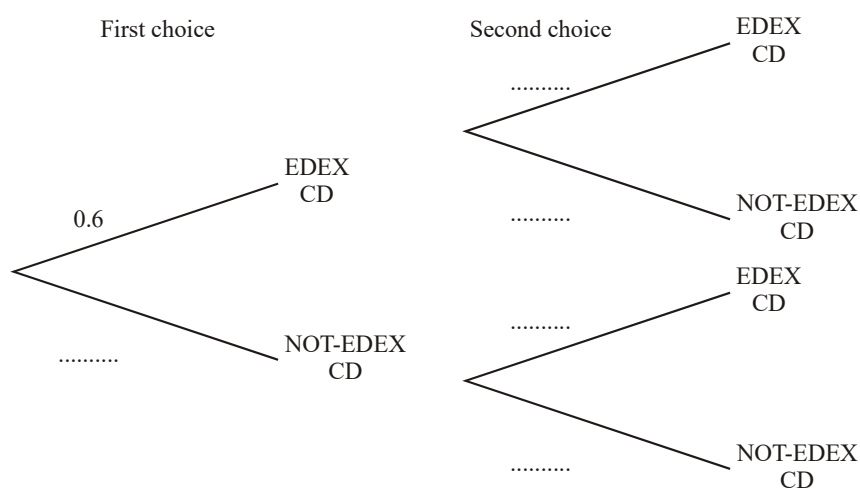 First choice
Second choice
EDEX
CD
..........
0.6
EDEX
CD
..........
NOT-EDEX
CD
EDEX
CD
..........
NOT-EDEX
CD
..........
..........
NOT-EDEX
CD